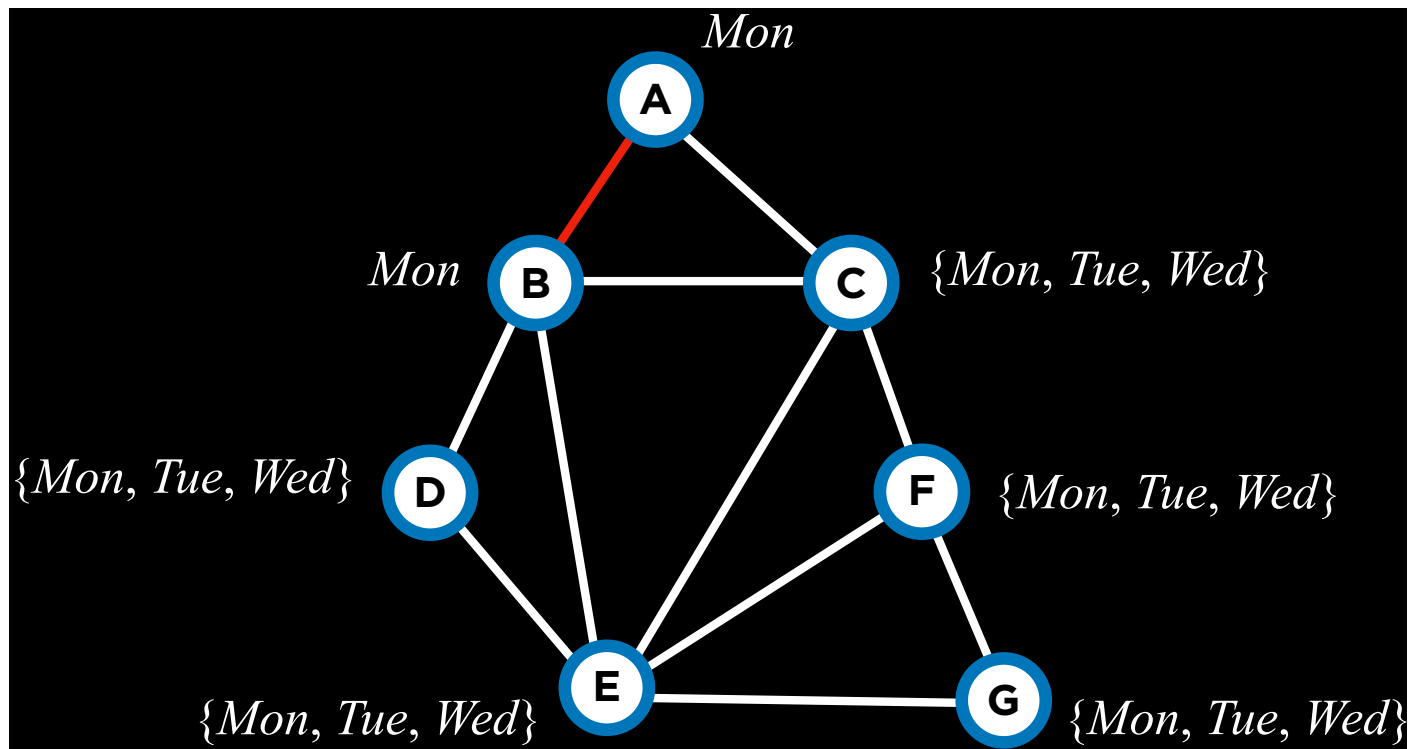 Mon
A
Mon
B
C
{Mon, Tue, Wed}
{Mon, Tue, Wed}
D
F
{Mon, Tue, Wed}
E
{Mon, Tue, Wed}
G
{Mon, Tue, Wed}